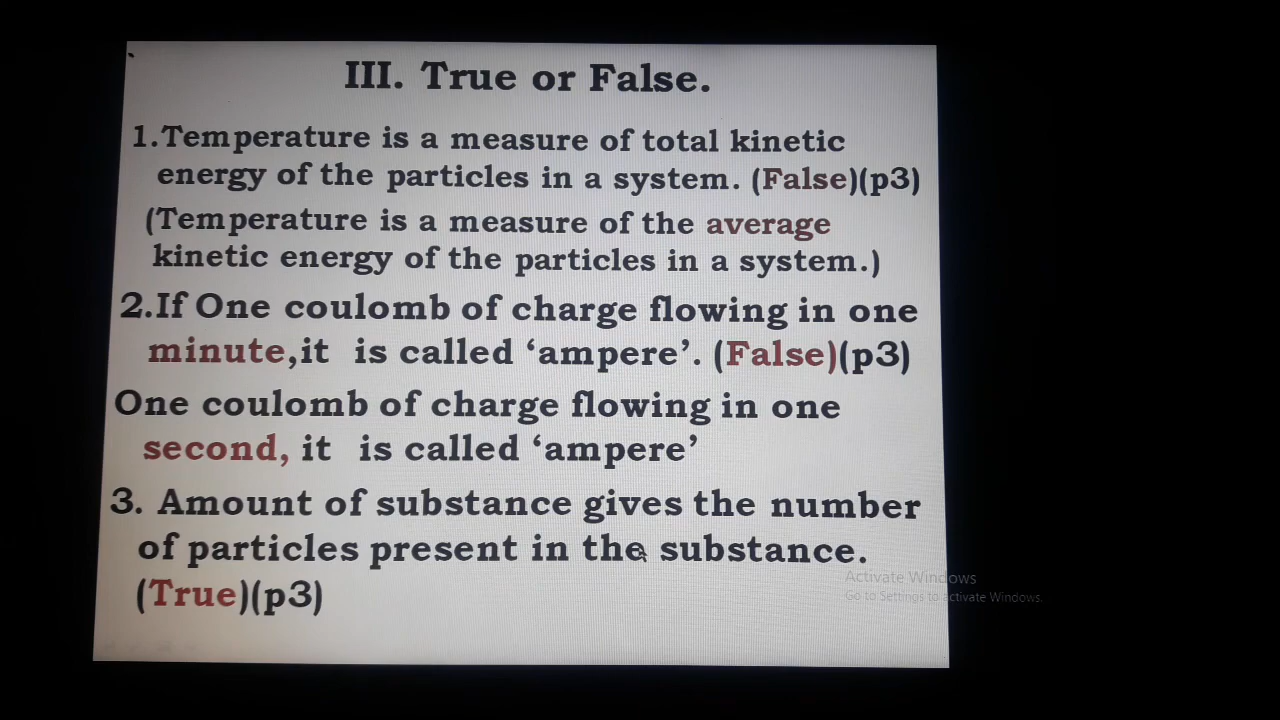 III. True or False.
1.Temperature is a measure of total kinetic
energy of the particles in a system. (False)(p3)
(Temperature is a measure of the average
kinetic energy of the particles in a system.)
2.If One coulomb of charge flowing in one
minute,it is called ‘ampere’. (False)(p3)
One coulomb of charge flowing in one
second, it is called ‘ampere’
3. Amount of substance gives the number
of particles present in the substance.
(True)(p3)
Activate Windows
Go to Settings to activate Windows.